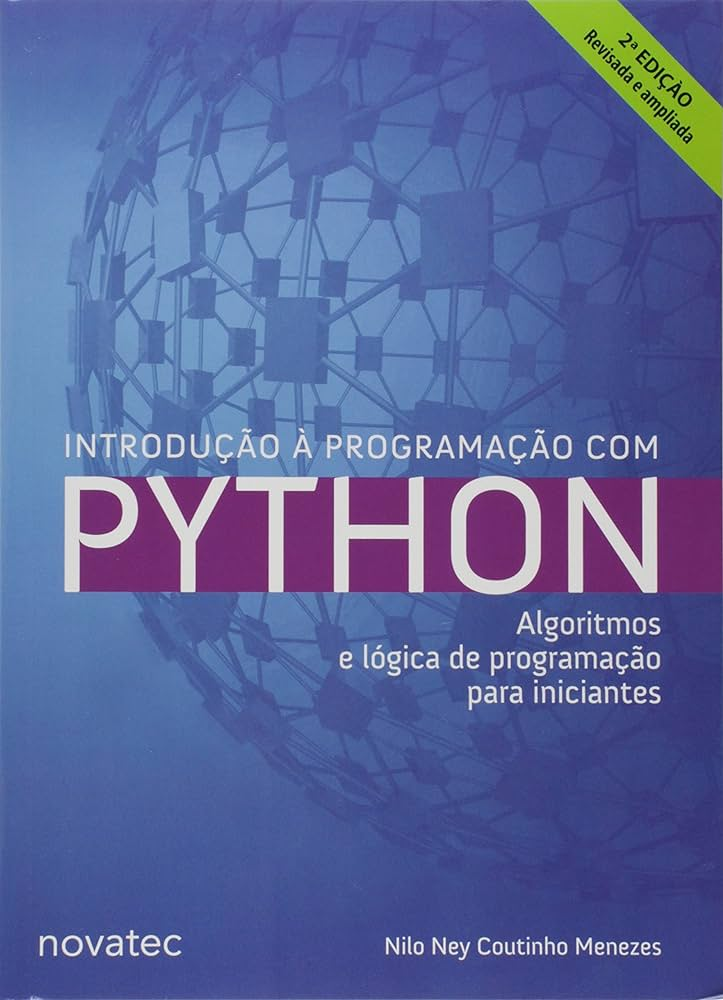 2ª EDIÇÃO
Revisada e ampliada
INTRODUÇÃO À PROGRAMAÇÃO COM
PYTHON
Algoritmos
e lógica de programação
para iniciantes
novatec
Nilo Ney Coutinho Menezes